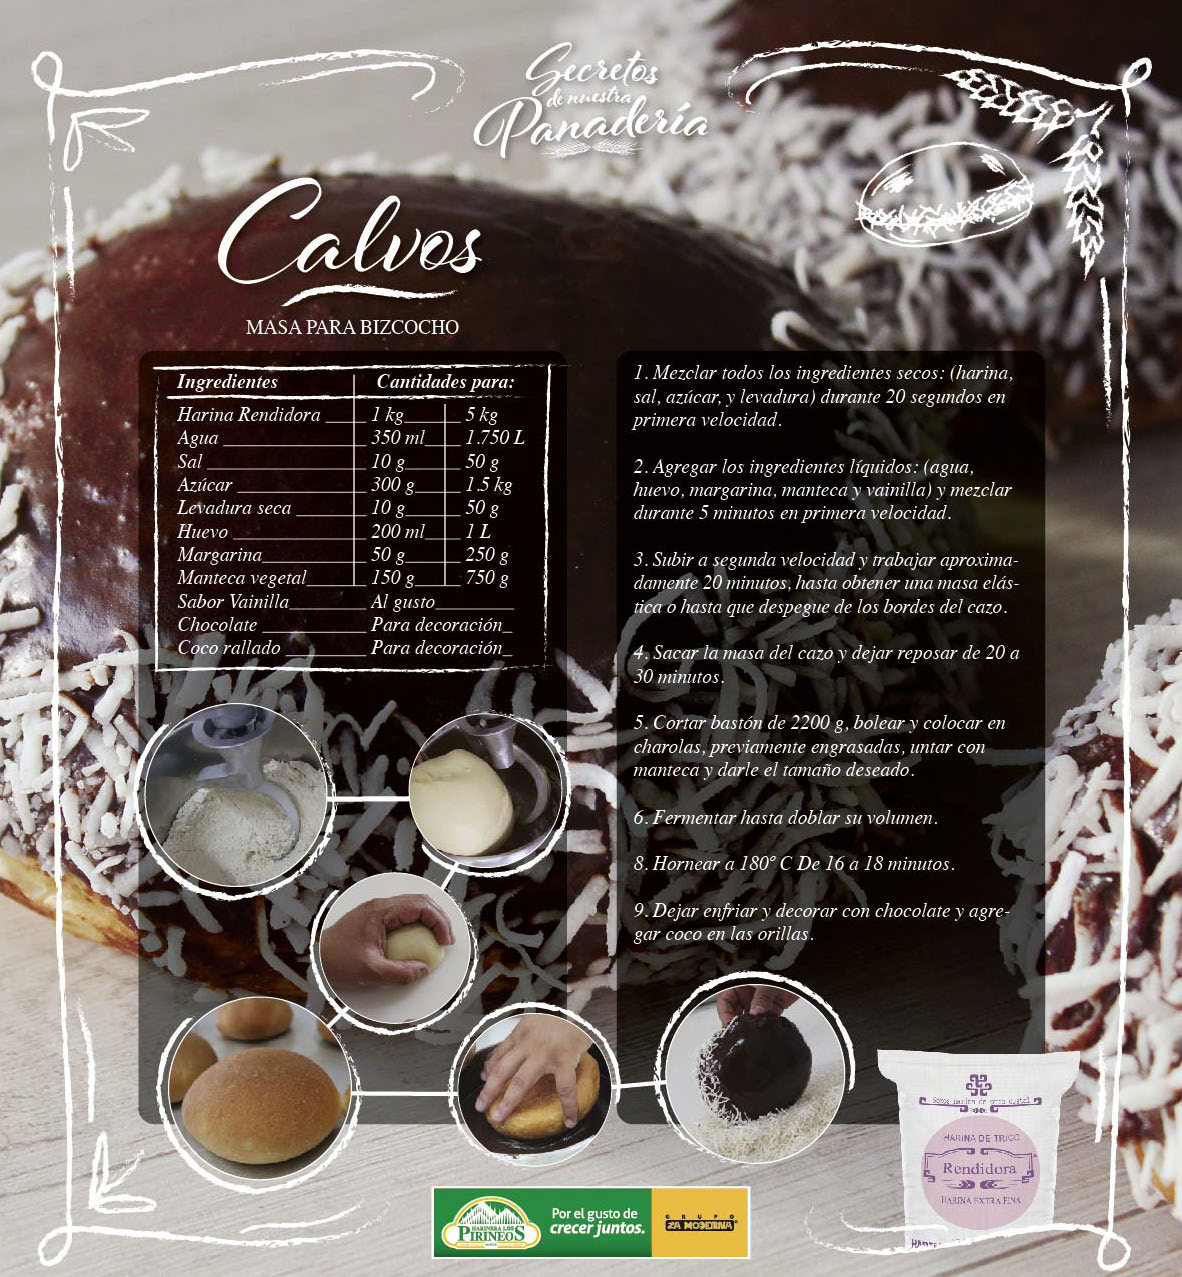 Secretos
de nuestra
Panadería
Calvos
MASA PARA BIZCOCHO
Ingredientes Cantidades para:
Harina Rendidora 1 kg 5 kg
Agua 350 ml 1.750 L
Sal 10 g 50 g
Azúcar 300 g 1.5 kg
Levadura seca 10 g 50 g
Huevo 200 ml 1 L
Margarina 50 g 250 g
Manteca vegetal 150 g 750 g
Sabor Vainilla Al gusto
Chocolate Para decoración
Coco rallado Para decoración
1. Mezclar todos los ingredientes secos: (harina,
sal, azúcar, y levadura) durante 20 segundos en
primera velocidad.
2. Agregar los ingredientes líquidos: (agua,
huevo, margarina, manteca y vainilla) y mezclar
durante 5 minutos en primera velocidad.
3. Subir a segunda velocidad y trabajar aproxima-
damente 20 minutos, hasta obtener una masa elás-
tica o hasta que despegue de los bordes del cazo.
4. Sacar la masa del cazo y dejar reposar de 20 a
30 minutos.
5. Cortar bastón de 2200 g, bolear y colocar en
charolas, previamente engrasadas, untar con
manteca y darle el tamaño deseado.
6. Fermentar hasta doblar su volumen.
8. Hornear a 180º C De 16 a 18 minutos.
9. Dejar enfriar y decorar con chocolate y agre-
gar coco en las orillas.
HARINA DE TRIGO
Rendidora
HARINA EXTRA FINA
HARINERA LOS
PIRINEOS
Por el gusto de
crecer juntos.
GRUPO
LA MODERNA